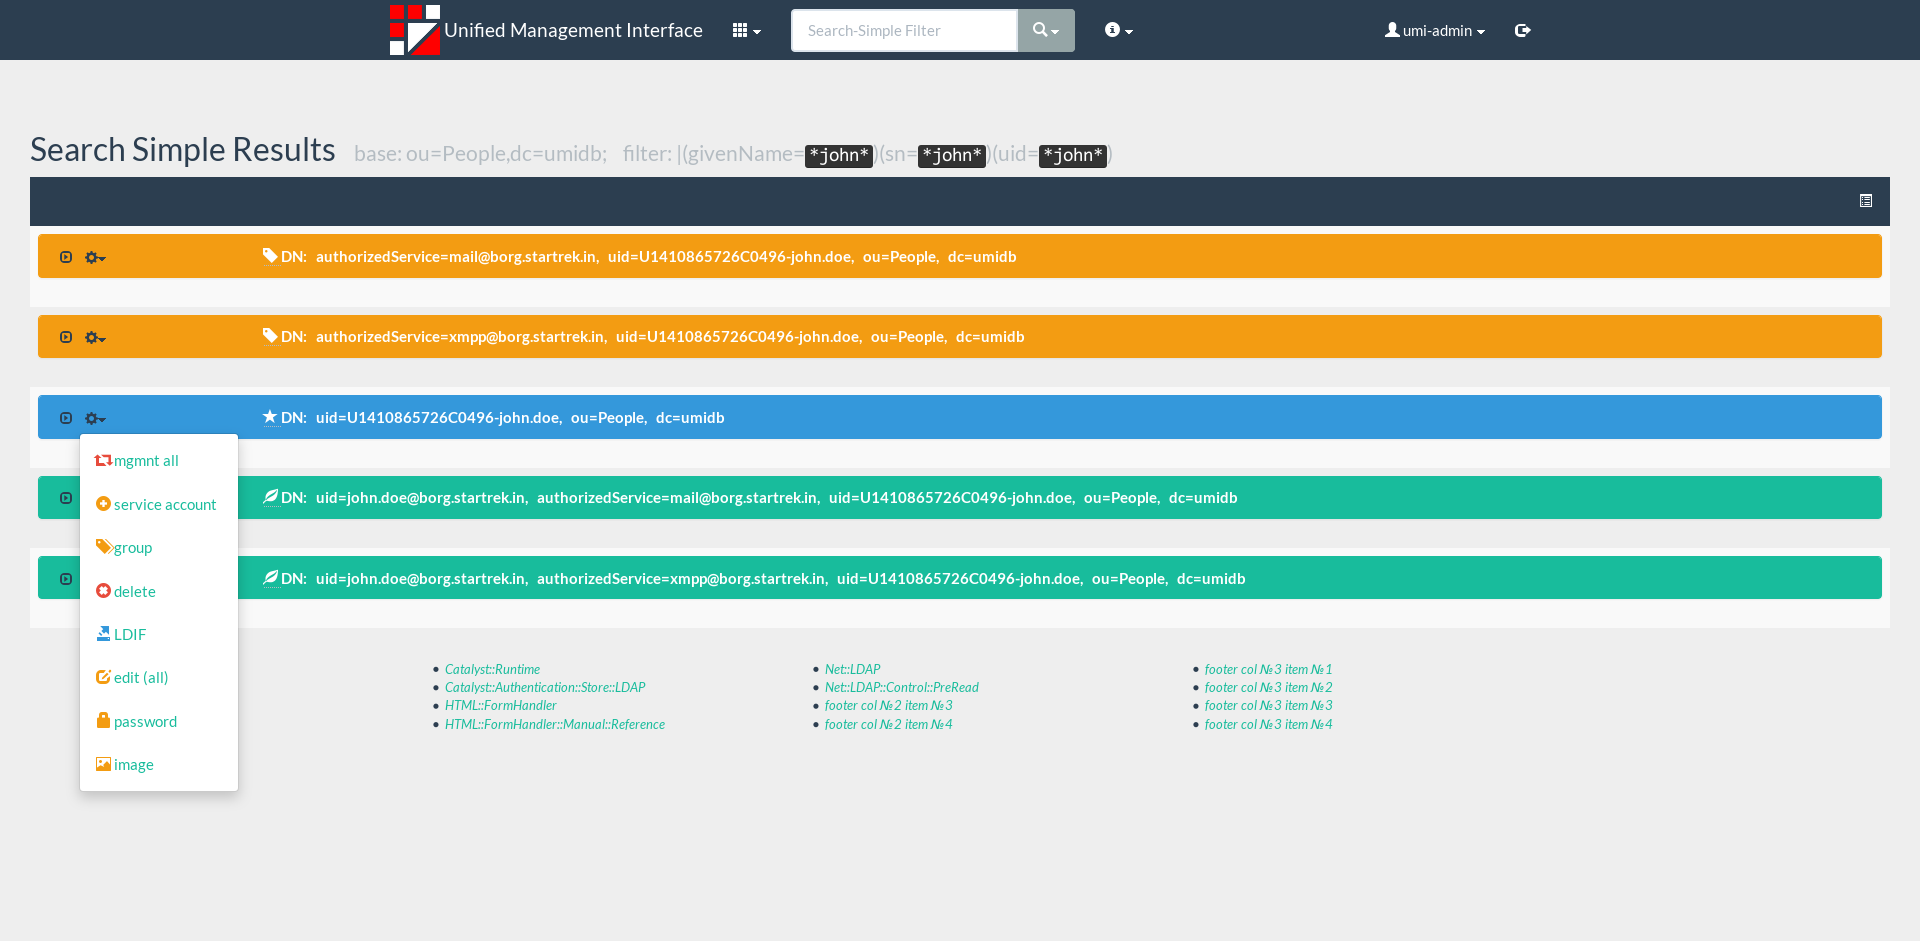 Unified Management Interface
Search-Simple Filter
umi-admin
Search Simple Results base: ou=People,dc=umidb; filter: |(givenName=*john*)(sn=*john*)(uid=*john*)
DN: authorizedService=mail@borg.startrek.in, uid=U1410865726C0496-john.doe, ou=People, dc=umidb
DN: authorizedService=xmpp@borg.startrek.in, uid=U1410865726C0496-john.doe, ou=People, dc=umidb
DN: uid=U1410865726C0496-john.doe, ou=People, dc=umidb
mgmnt all
DN: uid=john.doe@borg.startrek.in, authorizedService=mail@borg.startrek.in, uid=U1410865726C0496-john.doe, ou=People, dc=umidb
service account
group
DN: uid=john.doe@borg.startrek.in, authorizedService=xmpp@borg.startrek.in, uid=U1410865726C0496-john.doe, ou=People, dc=umidb
delete
LDIF
edit (all)
password
image
Catalyst::Runtime
Catalyst::Authentication::Store::LDAP
HTML::FormHandler
HTML::FormHandler::Manual::Reference
Net::LDAP
Net::LDAP::Control::PreRead
footer col №2 item №3
footer col №2 item №4
footer col №3 item №1
footer col №3 item №2
footer col №3 item №3
footer col №3 item №4